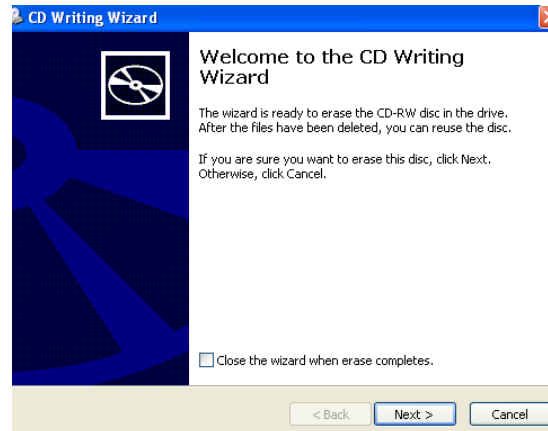 CD Writing Wizard
Welcome to the CD Writing
Wizard
The wizard is ready to erase the CD-RW disc in the drive.
After the files have been deleted, you can reuse the disc.
If you are sure you want to erase this disc, click Next.
Otherwise, click Cancel.
Close the wizard when erase completes.
< Back
Next >
Cancel